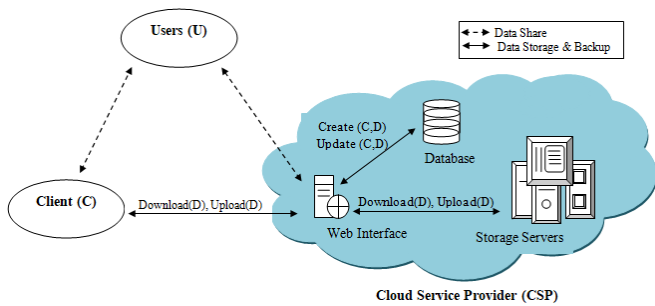 Users (U)
Data Share
Data Storage & Backup
Create (C,D)
Update (C,D)
Database
Client (C)
Download(D), Upload(D)
Download(D), Upload(D)
Web Interface
Storage Servers
Cloud Service Provider (CSP)